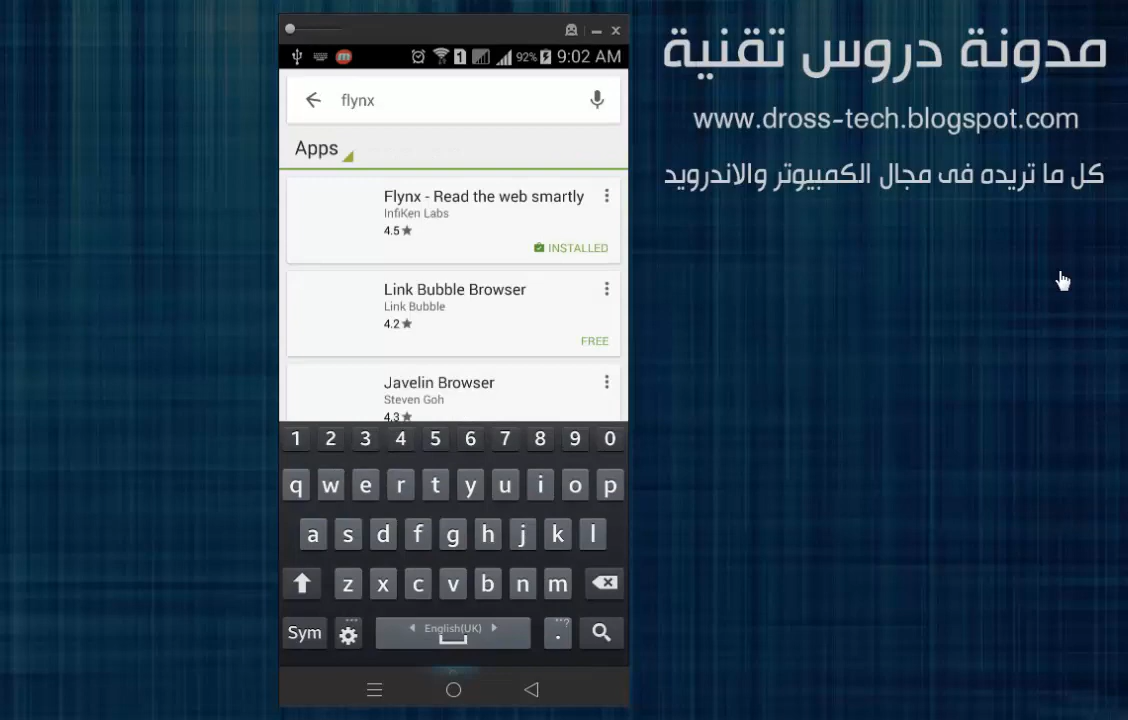 92% 9:02 AM
flynx
Apps
Flynx - Read the web smartly
InfiKen Labs
4.5★
INSTALLED
Link Bubble Browser
Link Bubble
4.2★
FREE
Javelin Browser
Steven Goh
4.3★
1 2 3 4 5 6 7 8 9 0
q w e r t y u i o p
a s d f g h j k l
z x c v b n m
Sym English(UK) . ...?
مدونة دروس تقنية
www.dross-tech.blogspot.com
كل ما تريده فى مجال الكمبيوتر والاندرويد